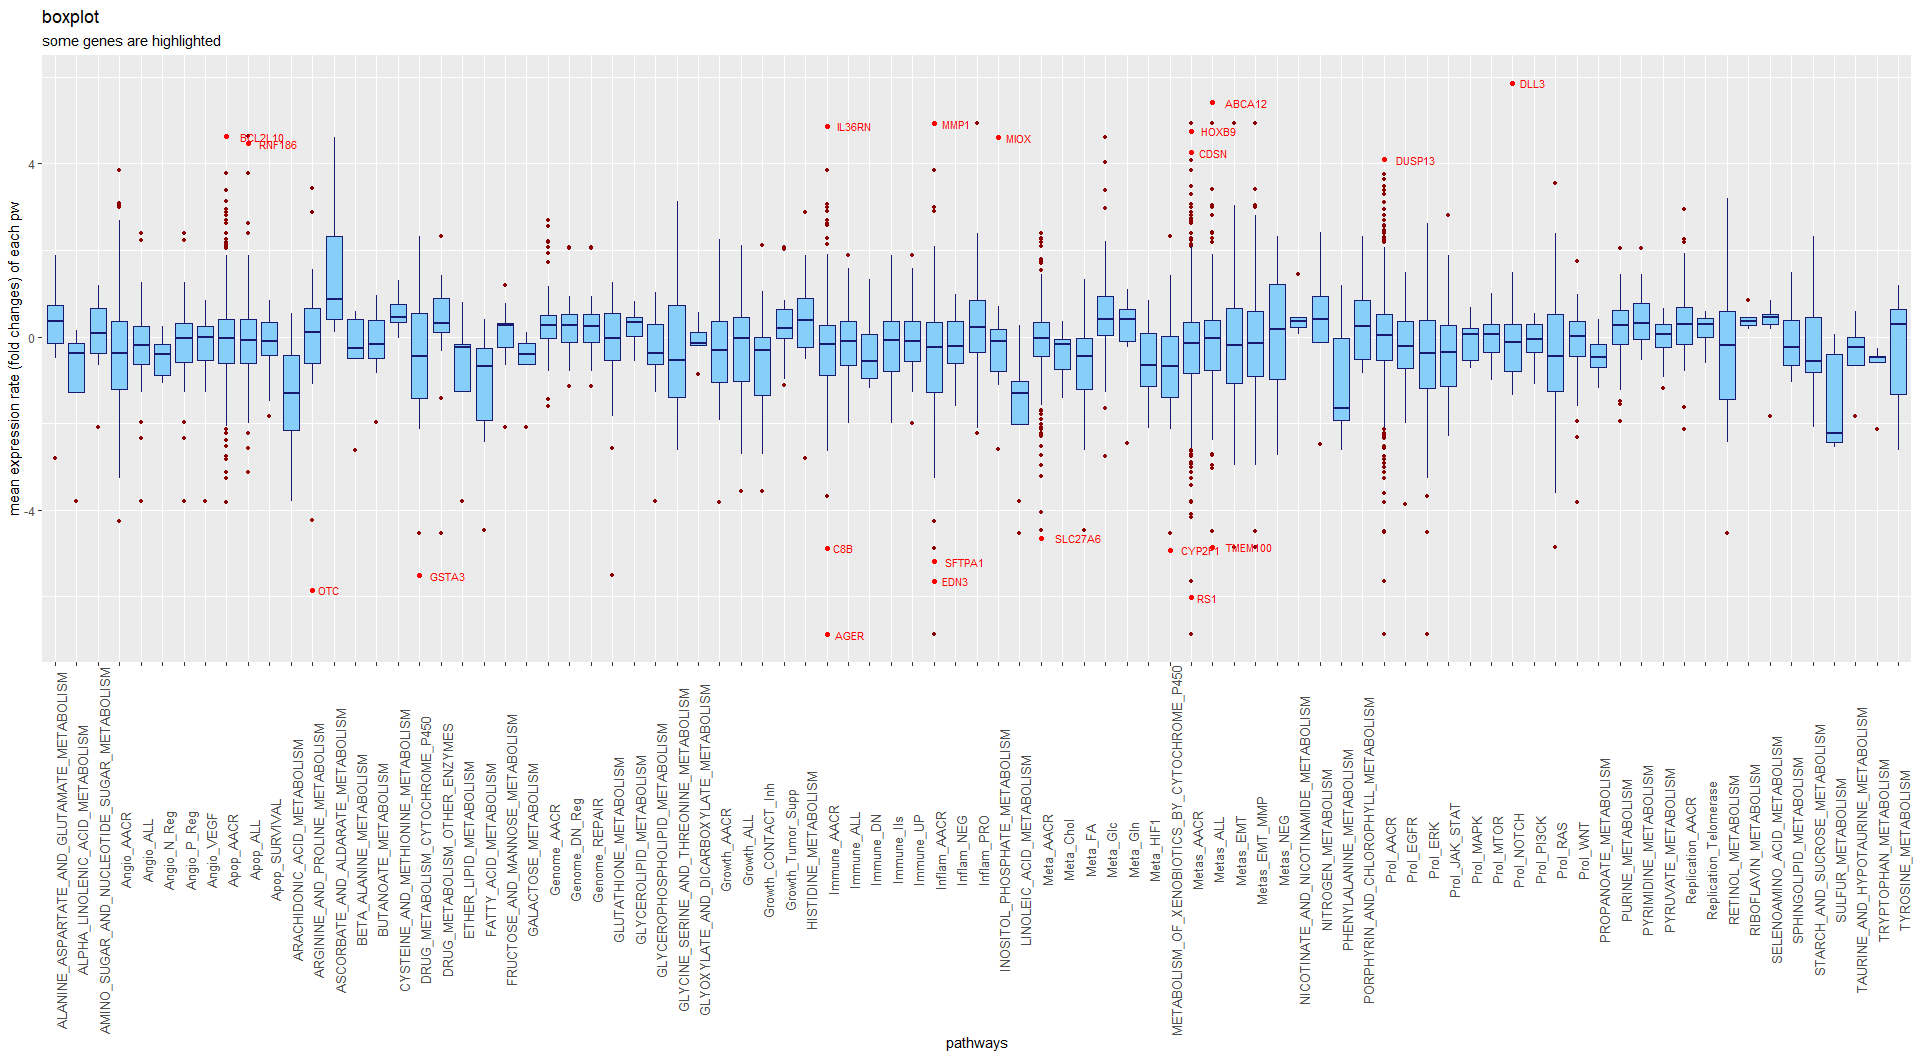 boxplot
some genes are highlighted
mean expression rate (fold changes) of each pw
4
0
-4
DLL3
ABCA12
BCL2L10
RNF186
IL36RN
MMP1
MIOX
HOXB9
CDSN
DUSP13
SLC27A6
C8B
CYP2F1
TMEM100
SFTPA1
GSTA3
EDN3
OTC
RS1
AGER
ALANINE_ASPARTATE_AND_GLUTAMATE_METABOLISM
ALPHA_LINOLENIC_ACID_METABOLISM
AMINO_SUGAR_AND_NUCLEOTIDE_SUGAR_METABOLISM
Angio_AACR
Angio_ALL
Angio_N_Reg
Angio_P_Reg
Angio_VEGF
Apop_AACR
Apop_ALL
Apop_SURVIVAL
ARACHIDONIC_ACID_METABOLISM
ARGININE_AND_PROLINE_METABOLISM
ASCORBATE_AND_ALDARATE_METABOLISM
BETA_ALANINE_METABOLISM
BUTANOATE_METABOLISM
CYSTEINE_AND_METHIONINE_METABOLISM
DRUG_METABOLISM_CYTOCHROME_P450
DRUG_METABOLISM_OTHER_ENZYMES
ETHER_LIPID_METABOLISM
FATTY_ACID_METABOLISM
FRUCTOSE_AND_MANNOSE_METABOLISM
GALACTOSE_METABOLISM
Genome_AACR
Genome_DN_Reg
Genome_REPAIR
GLUTATHIONE_METABOLISM
GLYCEROLIPID_METABOLISM
GLYCEROPHOSPHOLIPID_METABOLISM
GLYCINE_SERINE_AND_THREONINE_METABOLISM
GLYOXYLATE_AND_DICARBOXYLATE_METABOLISM
Growth_AACR
Growth_ALL
Growth_CONTACT_Inh
Growth_Tumor_Supp
HISTIDINE_METABOLISM
Immune_AACR
Immune_ALL
Immune_DN
Immune_Ils
Immune_UP
Inflam_AACR
Inflam_NEG
Inflam_PRO
INOSITOL_PHOSPHATE_METABOLISM
LINOLEIC_ACID_METABOLISM
Meta_AACR
Meta_Chol
Meta_FA
Meta_Glc
Meta_Gln
Meta_HIF1
METABOLISM_OF_XENOBIOTICS_BY_CYTOCHROME_P450
Metas_AACR
Metas_ALL
Metas_EMT
Metas_EMT_MMP
Metas_NEG
NICOTINATE_AND_NICOTINAMIDE_METABOLISM
NITROGEN_METABOLISM
PHENYLALANINE_METABOLISM
PORPHYRIN_AND_CHLOROPHYLL_METABOLISM
Prol_AACR
Prol_EGFR
Prol_ERK
Prol_JAK_STAT
Prol_MAPK
Prol_MTOR
Prol_NOTCH
Prol_PI3CK
Prol_RAS
Prol_WNT
PROPANOATE_METABOLISM
PURINE_METABOLISM
PYRIMIDINE_METABOLISM
PYRUVATE_METABOLISM
Replication_AACR
Replication_Telomerase
RETINOL_METABOLISM
RIBOFLAVIN_METABOLISM
SELENOAMINO_ACID_METABOLISM
SPHINGOLIPID_METABOLISM
STARCH_AND_SUCROSE_METABOLISM
SULFUR_METABOLISM
TAURINE_AND_HYPOTAURINE_METABOLISM
TRYPTOPHAN_METABOLISM
TYROSINE_METABOLISM
pathways